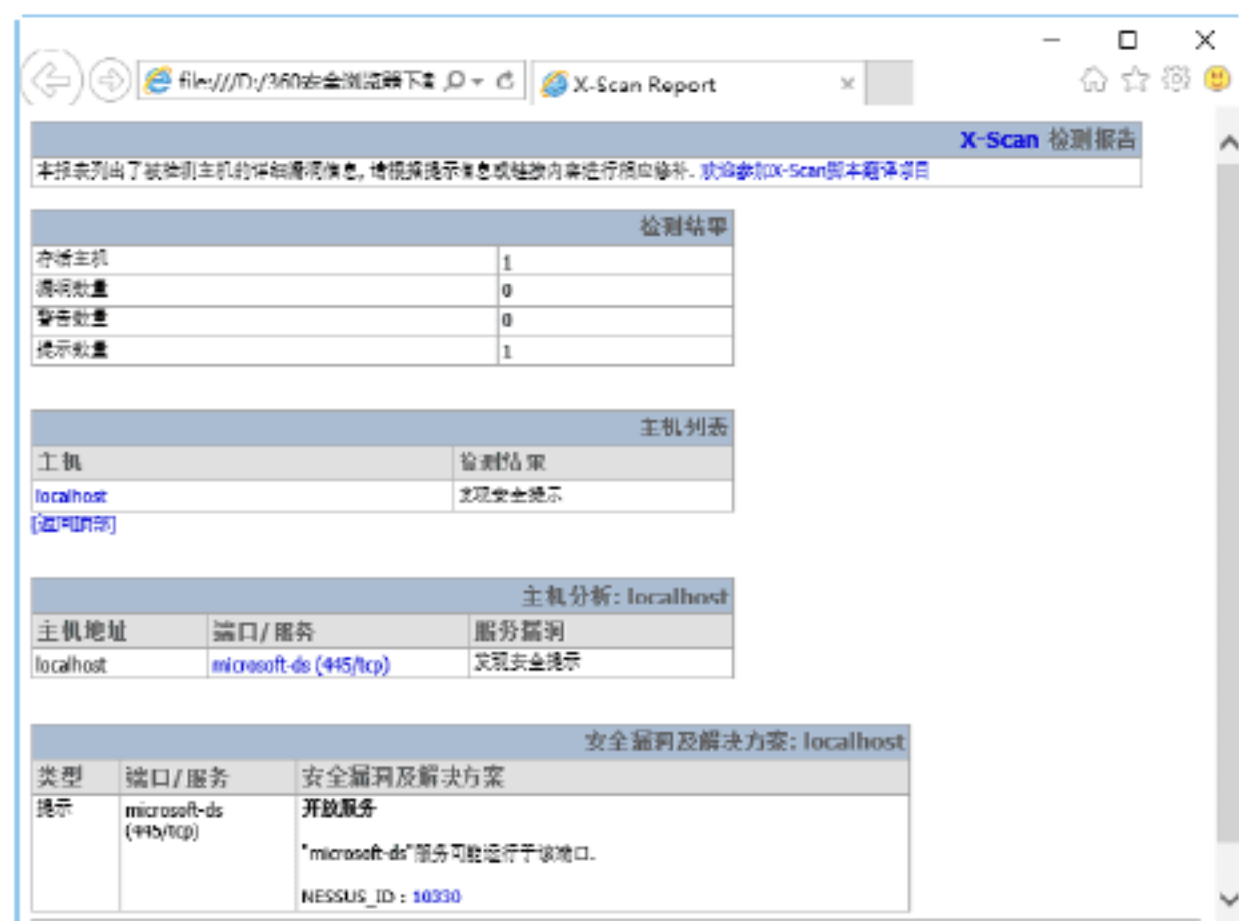 file:///D:/360安全浏览器下载
X-Scan Report
X-Scan 检测报告
本报表列出了被检测主机的详细漏洞信息, 请根据提示信息或链接内容进行相应修补. 欢迎参加X-Scan脚本翻译项目
检测结果
存活主机 1
漏洞数量 0
警告数量 0
提示数量 1
主机列表
主机 检测结果
localhost 发现安全提示
[返回顶部]
主机分析: localhost
主机地址 端口/服务 服务漏洞
localhost microsoft-ds (445/tcp) 发现安全提示
安全漏洞及解决方案: localhost
类型 端口/服务 安全漏洞及解决方案
提示 microsoft-ds (445/tcp) 开放服务
"microsoft-ds"服务可能运行于该端口.
NESSUS_ID : 10330